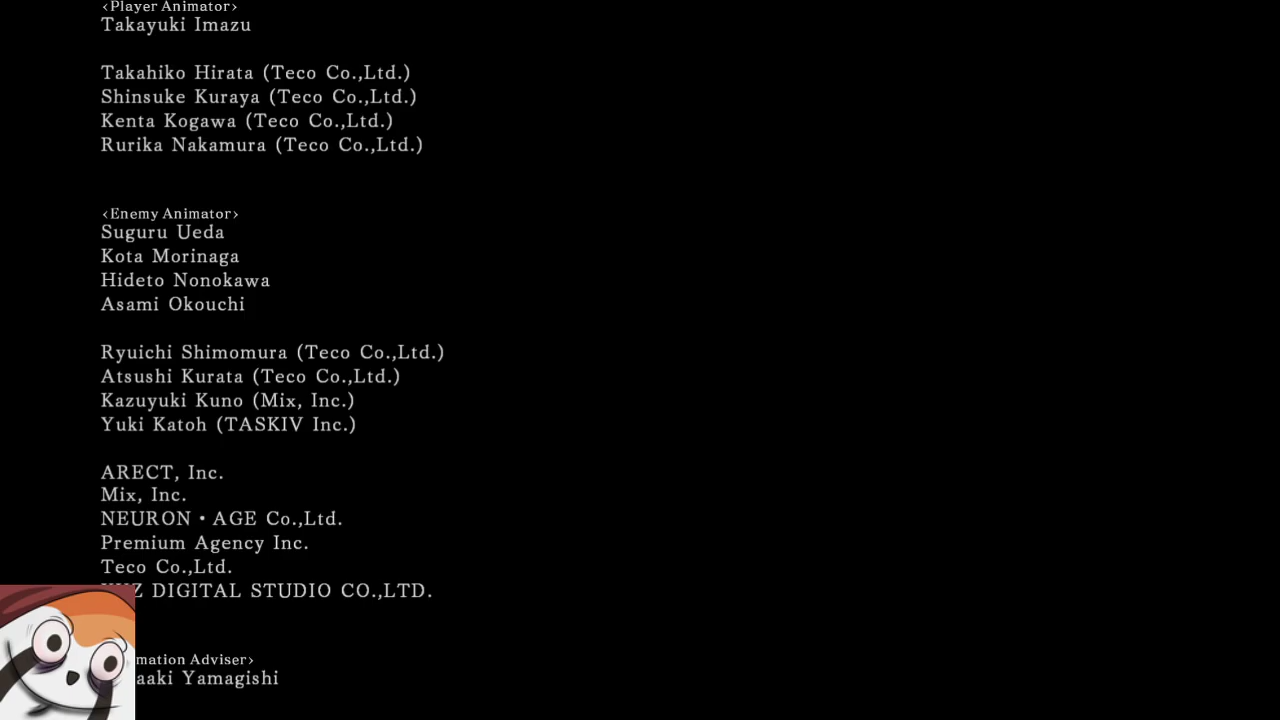 <Player Animator>
Takayuki Imazu
Takahiko Hirata (Teco Co.,Ltd.)
Shinsuke Kuraya (Teco Co.,Ltd.)
Kenta Kogawa (Teco Co.,Ltd.)
Rurika Nakamura (Teco Co.,Ltd.)
<Enemy Animator>
Suguru Ueda
Kota Morinaga
Hideto Nonokawa
Asami Okouchi
Ryuichi Shimomura (Teco Co.,Ltd.)
Atsushi Kurata (Teco Co.,Ltd.)
Kazuyuki Kuno (Mix, Inc.)
Yuki Katoh (TASKIV Inc.)
ARECT, Inc.
Mix, Inc.
NEURON・AGE Co.,Ltd.
Premium Agency Inc.
Teco Co.,Ltd.
DIGITAL STUDIO CO.,LTD.
Adviser>
Yamagishi